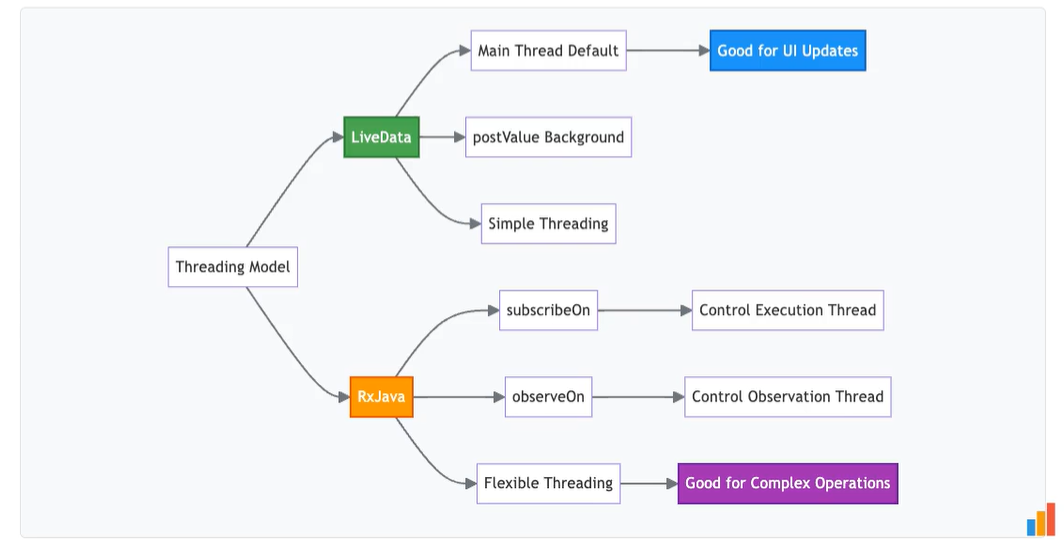 Main Thread Default
Good for UI Updates
LiveData
postValue Background
Simple Threading
Threading Model
subscribeOn
Control Execution Thread
RxJava
observeOn
Control Observation Thread
Flexible Threading
Good for Complex Operations